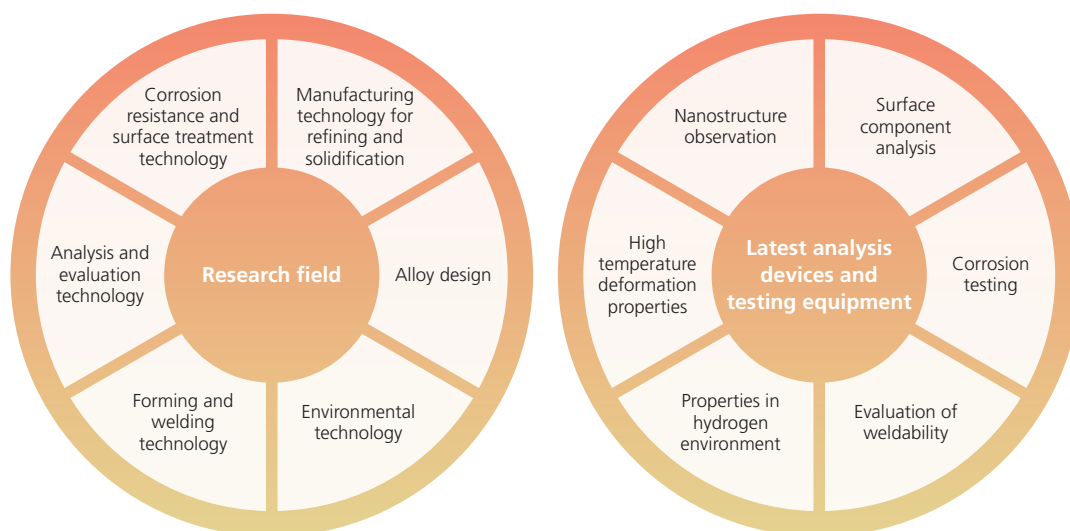 Corrosion
resistance and
surface treatment
technology
Manufacturing
technology for
refining and
solidification
Analysis and
evaluation
technology
Research field
Alloy design
Forming and
welding
technology
Environmental
technology
Nanostructure
observation
Surface
component
analysis
High
temperature
deformation
properties
Latest analysis
devices and
testing equipment
Corrosion
testing
Properties in
hydrogen
environment
Evaluation of
weldability